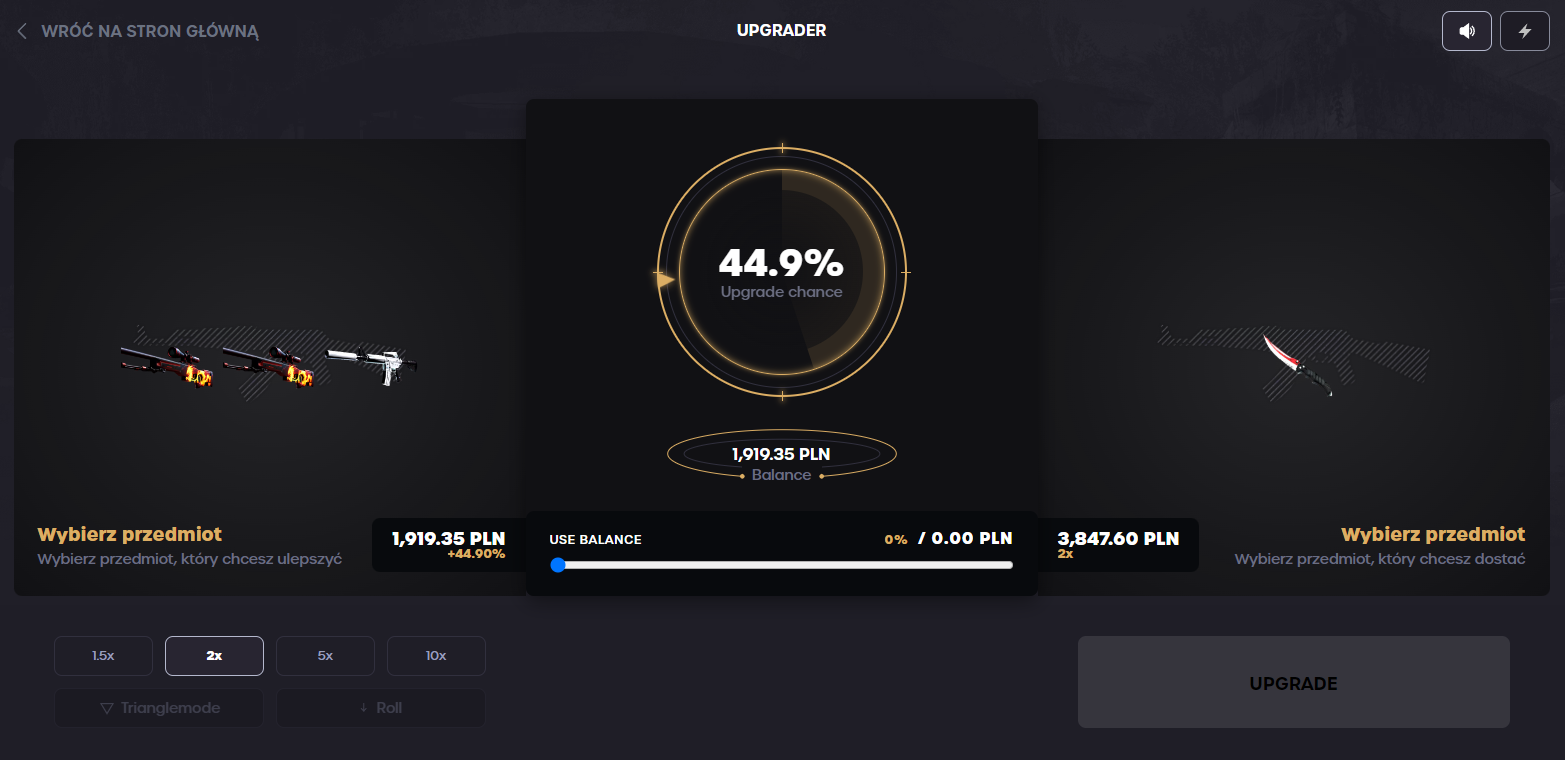 WRÓĆ NA STRON GŁÓWNĄ
UPGRADER
44.9%
Upgrade chance
1,919.35 PLN
Balance
Wybierz przedmiot
Wybierz przedmiot, który chcesz ulepszyć
1,919.35 PLN
+44.90%
USE BALANCE
0% / 0.00 PLN
3,847.60 PLN
2x
Wybierz przedmiot
Wybierz przedmiot, który chcesz dostać
1.5x
2x
5x
10x
Trianglemode
Roll
UPGRADE